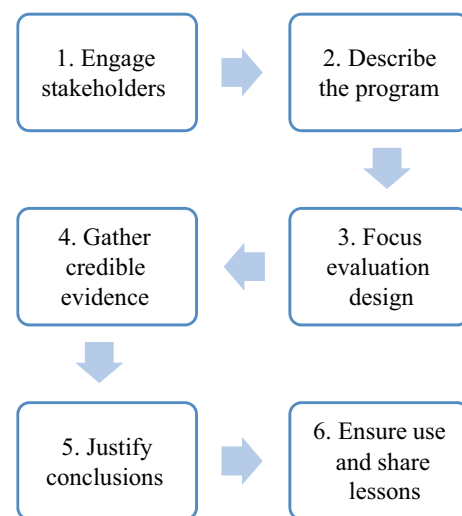 1. Engage
stakeholders
2. Describe
the program
3. Focus
evaluation
design
4. Gather
credible
evidence
5. Justify
conclusions
6. Ensure use
and share
lessons